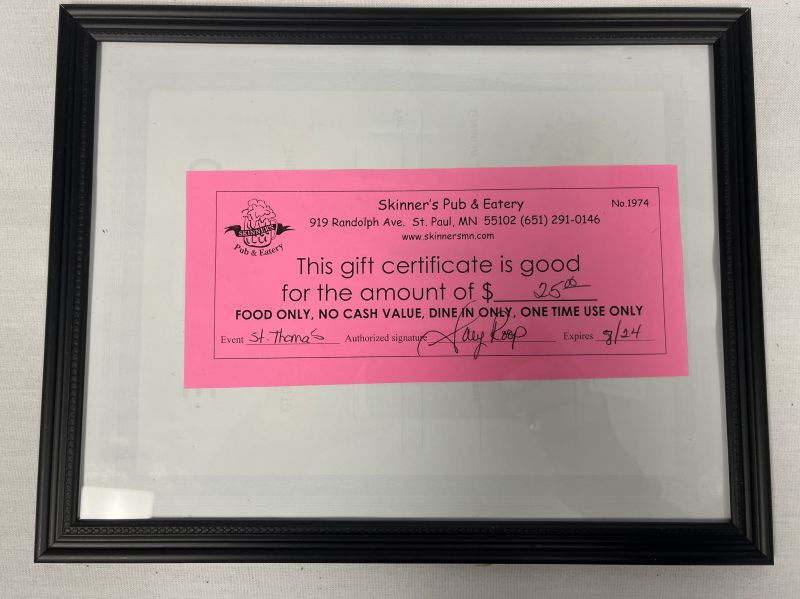 Skinner's Pub & Eatery
No.1974
919 Randolph Ave. St. Paul, MN 55102 (651) 291-0146
www.skinnersmn.com
SKINNER'S
Pub & Eatery
This gift certificate is good
for the amount of $ 25.00
FOOD ONLY, NO CASH VALUE, DINE IN ONLY, ONE TIME USE ONLY
Event St. Thomas Authorized signature Expires 8/24